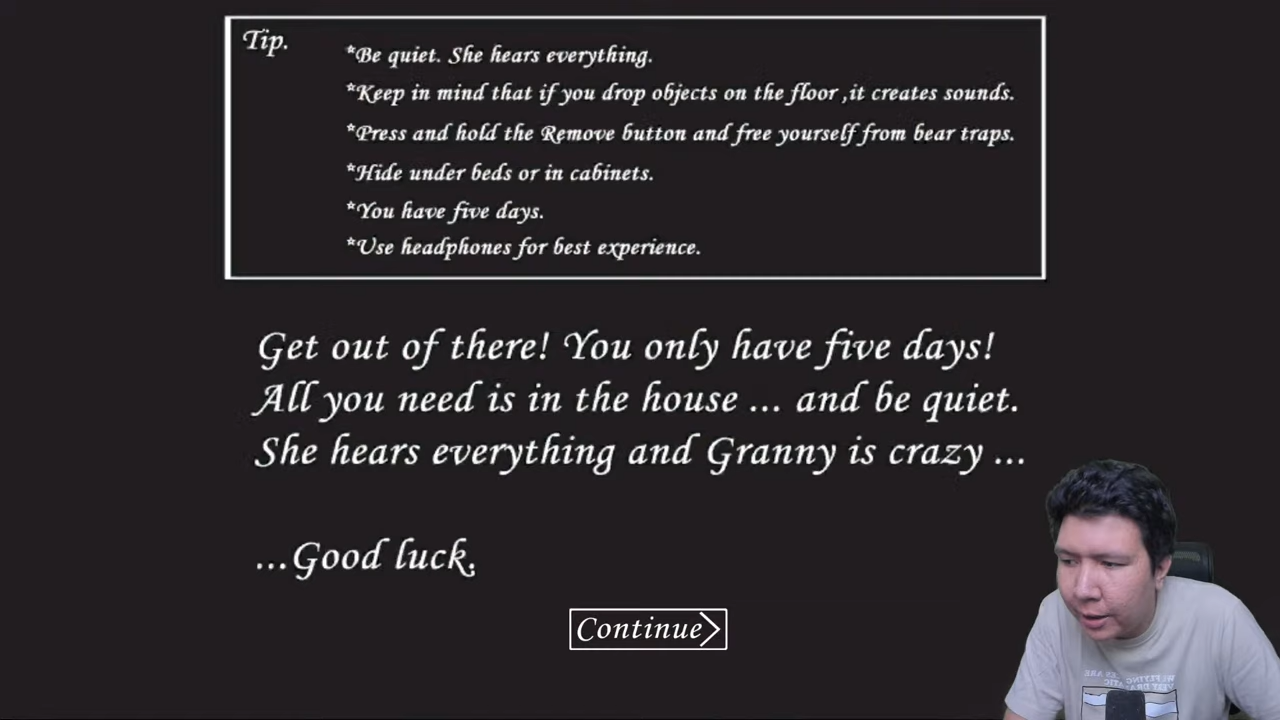 Tip.
*Be quiet. She hears everything.
*Keep in mind that if you drop objects on the floor ,it creates sounds.
*Press and hold the Remove button and free yourself from bear traps.
*Hide under beds or in cabinets.
*You have five days.
*Use headphones for best experience.
Get out of there! You only have five days!
All you need is in the house ... and be quiet.
She hears everything and Granny is crazy ...
...Good luck.
Continue>